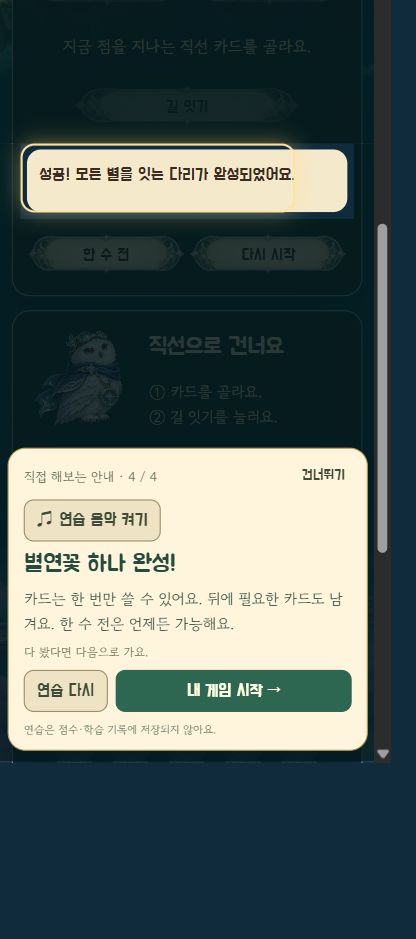 지금 점을 지나는 직선 카드를 골라요.
길 잇기
성공! 모든 별을 잇는 다리가 완성되었어요.
한 수 전
다시 시작
직선으로 건너요
① 카드를 골라요.
② 길 잇기를 눌러요.
직접 해보는 안내 · 4 / 4
건너뛰기
♫ 연습 음악 켜기
별연꽃 하나 완성!
카드는 한 번만 쓸 수 있어요. 뒤에 필요한 카드도 남
겨요. 한 수 전은 언제든 가능해요.
다 봤다면 다음으로 가요.
연습 다시
내 게임 시작 →
연습은 점수·학습 기록에 저장되지 않아요.